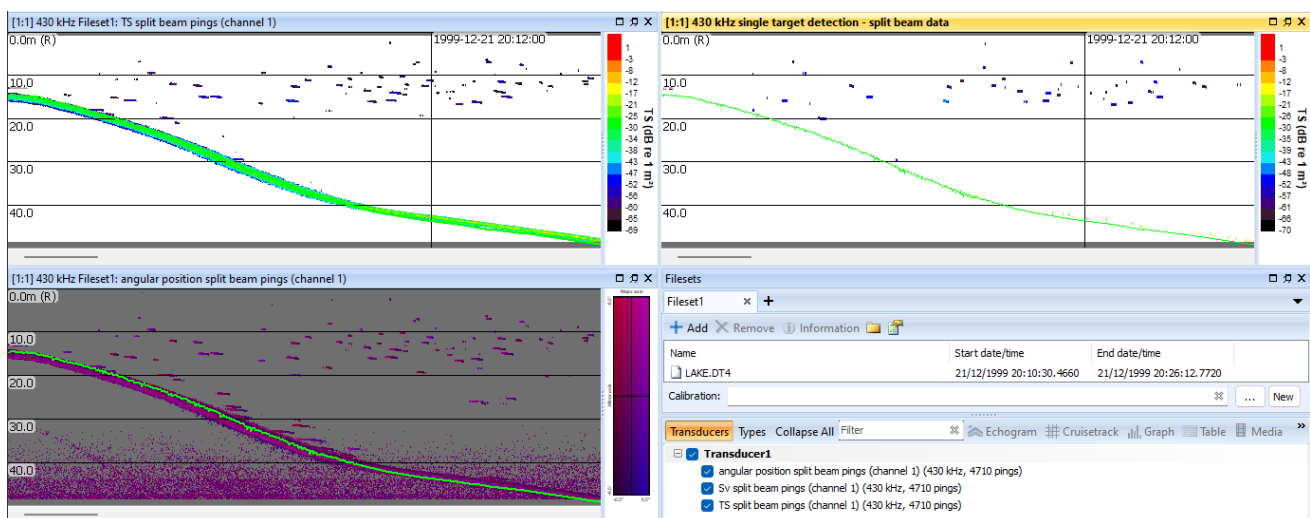 [1:1] 430 kHz Fileset1: TS split beam pings (channel 1)
0.0m (R)
1999-12-21 20:12:00
10.0
20.0
30.0
40.0
1
-3
-8
-12
-17
-21
-25
-30
-34
-38
-43
-47
-52
-56
-60
-65
-69
TS (dB re 1 m²)
[1:1] 430 kHz single target detection - split beam data
0.0m (R)
1999-12-21 20:12:00
10.0
20.0
30.0
40.0
1
-3
-8
-12
-17
-21
-26
-30
-35
-39
-43
-48
-52
-57
-61
-66
-70
TS (dB re 1 m²)
[1:1] 430 kHz Fileset1: angular position split beam pings (channel 1)
0.0m (R)
10.0
20.0
30.0
40.0
Major axis
Minor axis
-6.0°
6.0°
Filesets
Fileset1 × +
+ Add Remove Information
Name Start date/time End date/time
LAKE.DT4 21/12/1999 20:10:30.4660 21/12/1999 20:26:12.7720
Calibration: ... New
Transducers Types Collapse All Filter Echogram Cruisetrack Graph Table Media »
Transducer1
angular position split beam pings (channel 1) (430 kHz, 4710 pings)
Sv split beam pings (channel 1) (430 kHz, 4710 pings)
TS split beam pings (channel 1) (430 kHz, 4710 pings)